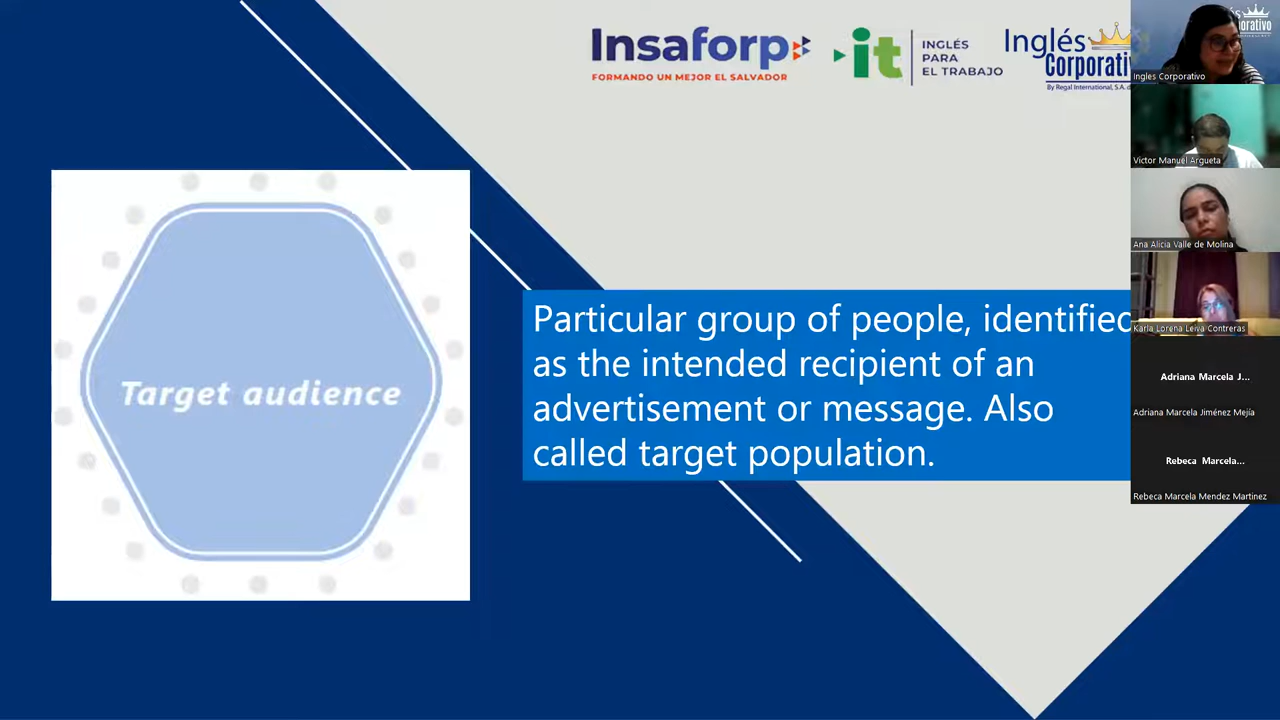 Insaforp
FORMANDO UN MEJOR EL SALVADOR
it
INGLÉS
PARA
EL TRABAJO
Inglés
Corporativ
By Regal International, S.A. d
Target audience
Particular group of people, identified
as the intended recipient of an
advertisement or message. Also
called target population.
Ingles Corporativo
Victor Manuel Argueta
Ana Alicia Valle de Molina
Karla Lorena Leiva Contreras
Adriana Marcela J...
Adriana Marcela Jiménez Mejía
Rebeca Marcela...
Rebeca Marcela Mendez Martinez